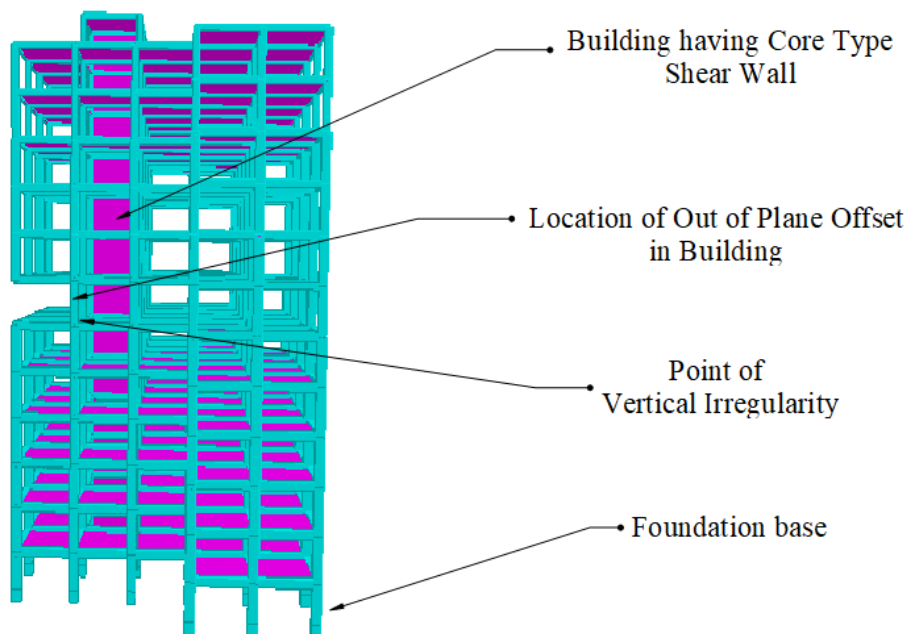 Building having Core Type
Shear Wall
Location of Out of Plane Offset
in Building
Point of
Vertical Irregularity
Foundation base